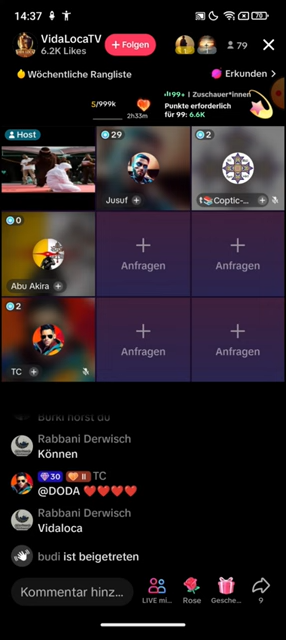 14:37
70
VidaLocaTV
6.2K Likes
+ Folgen
79
Wöchentliche Rangliste
Erkunden >
5/999k
2h33m
99+ | Zuschauer*innen
Punkte erforderlich
für 99: 6.6K
Host
29
2
Jusuf
Coptic-...
0
Anfragen
Anfragen
Abu Akira
2
Anfragen
Anfragen
TC
Burki hörst du
Rabbani Derwisch
Können
30
II
TC
@DODA ❤️❤️❤️❤️
Rabbani Derwisch
Vidaloca
budi ist beigetreten
Kommentar hinz...
LIVE mi...
Rose
Gesche...
9